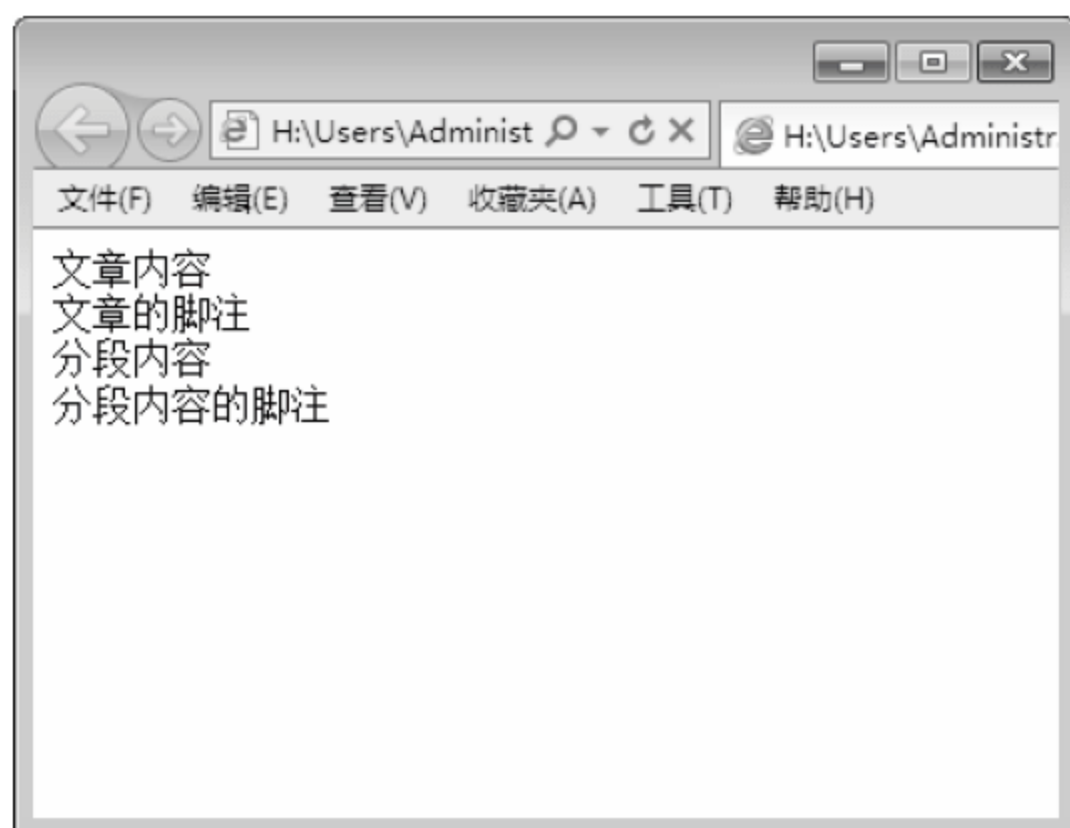 H:\Users\Administ
H:\Users\Administr
文件(F) 编辑(E) 查看(V) 收藏夹(A) 工具(T) 帮助(H)
文章内容
文章的脚注
分段内容
分段内容的脚注